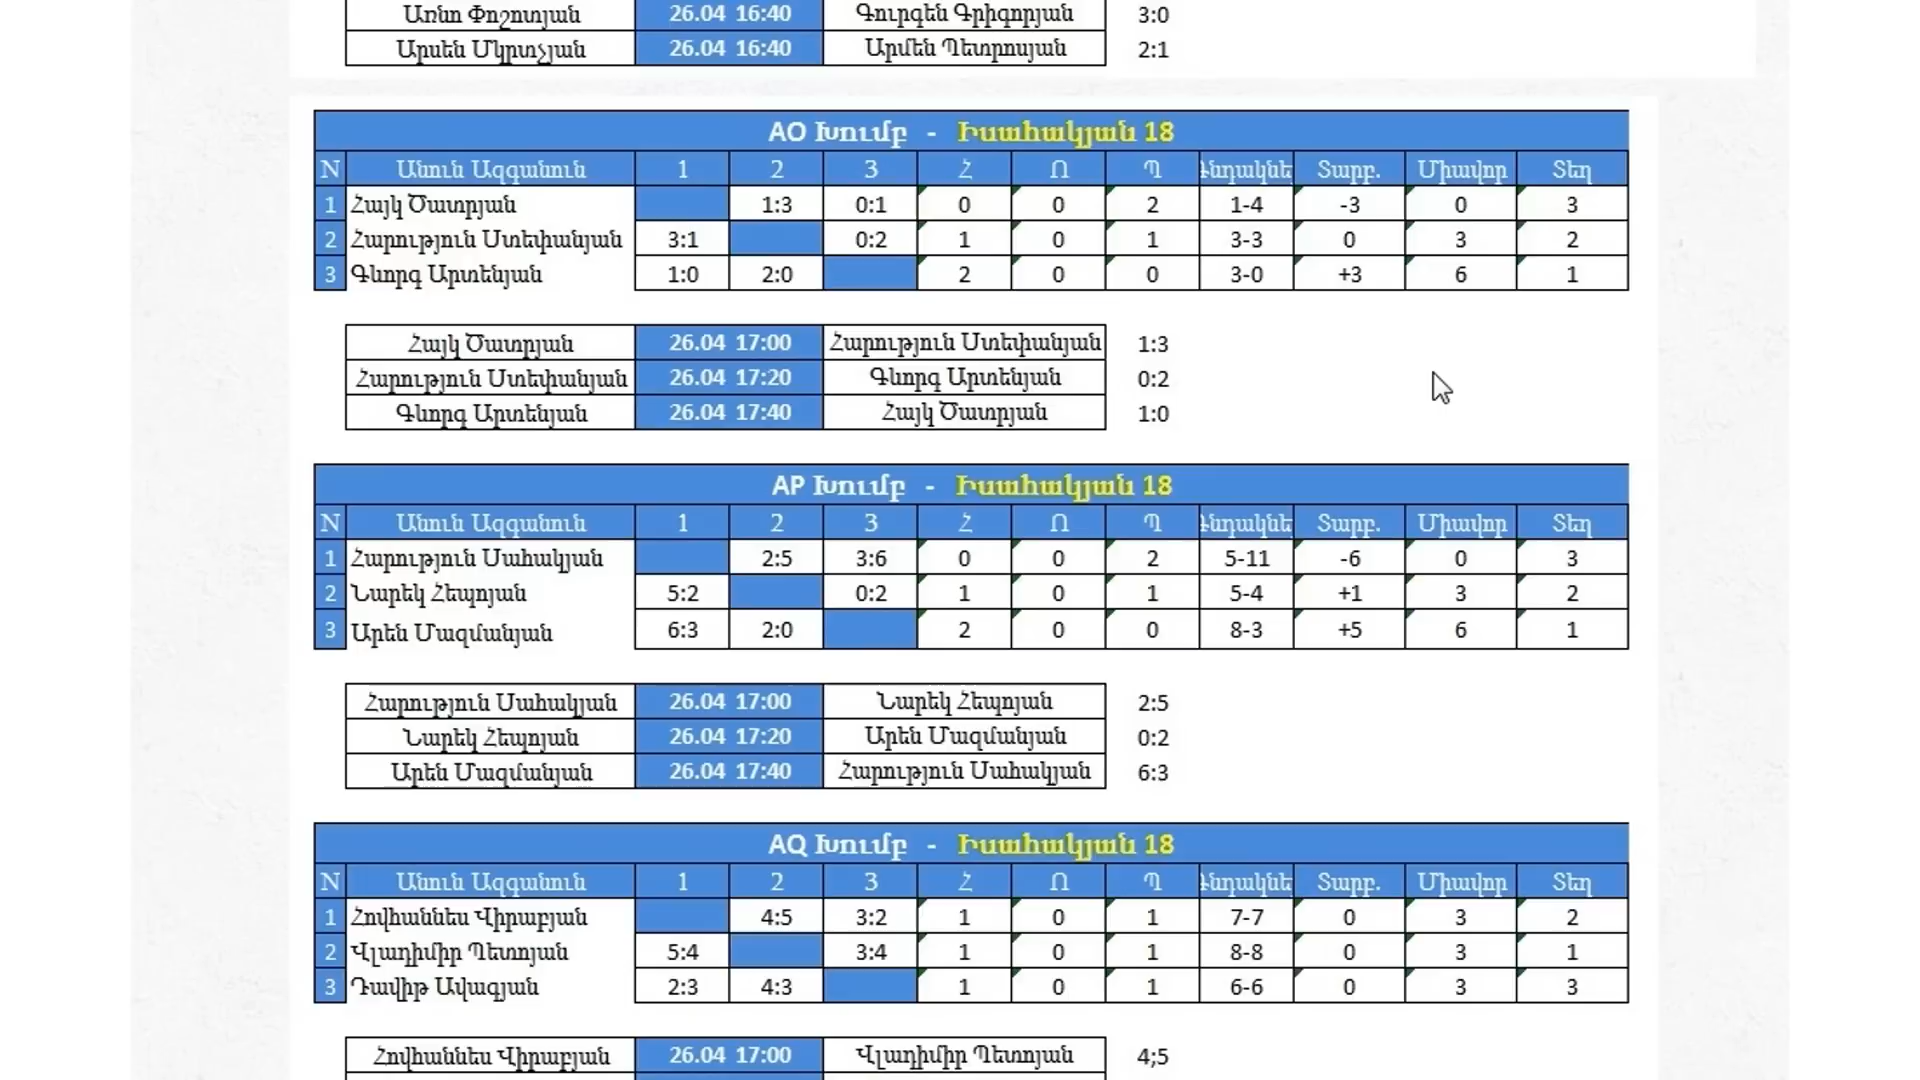 Առնո Փոշոտյան 26.04 16:40 Գուրգեն Գրիգորյան 3:0
Արսեն Մկրտչյան 26.04 16:40 Արմեն Պետրոսյան 2:1
AO Խումբ - Իսահակյան 18
N Անուն Ազգանուն 1 2 3 Հ Ո Պ Գնդակնե Տարբ. Միավոր Տեղ
1 Հայկ Ծատրյան 1:3 0:1 0 0 2 1-4 -3 0 3
2 Հարություն Ստեփանյան 3:1 0:2 1 0 1 3-3 0 3 2
3 Գևորգ Արտենյան 1:0 2:0 2 0 0 3-0 +3 6 1
Հայկ Ծատրյան 26.04 17:00 Հարություն Ստեփանյան 1:3
Հարություն Ստեփանյան 26.04 17:20 Գևորգ Արտենյան 0:2
Գևորգ Արտենյան 26.04 17:40 Հայկ Ծատրյան 1:0
AP Խումբ - Իսահակյան 18
N Անուն Ազգանուն 1 2 3 Հ Ո Պ Գնդակնե Տարբ. Միավոր Տեղ
1 Հարություն Սահակյան 2:5 3:6 0 0 2 5-11 -6 0 3
2 Նարեկ Հեպոյան 5:2 0:2 1 0 1 5-4 +1 3 2
3 Արեն Մազմանյան 6:3 2:0 2 0 0 8-3 +5 6 1
Հարություն Սահակյան 26.04 17:00 Նարեկ Հեպոյան 2:5
Նարեկ Հեպոյան 26.04 17:20 Արեն Մազմանյան 0:2
Արեն Մազմանյան 26.04 17:40 Հարություն Սահակյան 6:3
AQ Խումբ - Իսահակյան 18
N Անուն Ազգանուն 1 2 3 Հ Ո Պ Գնդակնե Տարբ. Միավոր Տեղ
1 Հովհաննես Վիրաբյան 4:5 3:2 1 0 1 7-7 0 3 2
2 Վլադիմիր Պետոյան 5:4 3:4 1 0 1 8-8 0 3 1
3 Դավիթ Ավագյան 2:3 4:3 1 0 1 6-6 0 3 3
Հովհաննես Վիրաբյան 26.04 17:00 Վլադիմիր Պետոյան 4;5